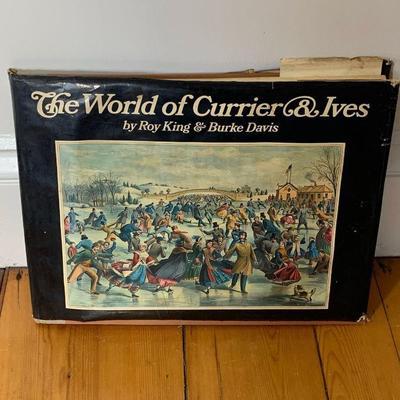 The World of Currier & Ives
by Roy King & Burke Davis